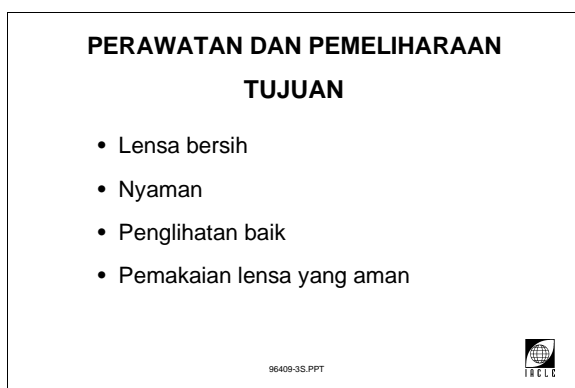 PERAWATAN DAN PEMELIHARAAN
TUJUAN
• Lensa bersih
• Nyaman
• Penglihatan baik
• Pemakaian lensa yang aman
96409-3S.PPT
IACLE